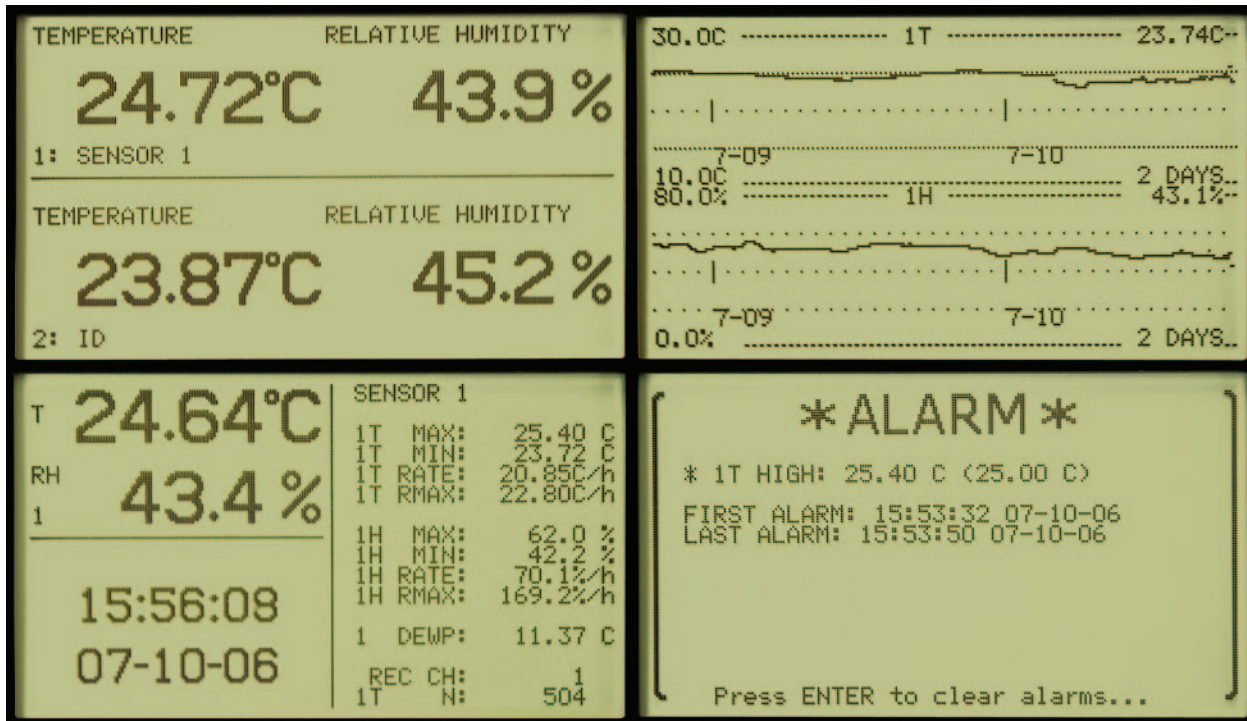 TEMPERATURE RELATIVE HUMIDITY
24.72°C 43.9 %
1: SENSOR 1
TEMPERATURE RELATIVE HUMIDITY
23.87°C 45.2 %
2: ID
30.0C 1T 23.74C
7-09 7-10
10.0C 2 DAYS
80.0% 1H 43.1%
7-09 7-10
0.0% 2 DAYS
T 24.64°C
RH 43.4 %
1
15:56:08
07-10-06
SENSOR 1
1T MAX: 25.40 C
1T MIN: 23.72 C
1T RATE: 20.85C/h
1T RMAX: 22.80C/h
1H MAX: 62.0 %
1H MIN: 42.2 %
1H RATE: 70.1%/h
1H RMAX: 169.2%/h
1 DEWP: 11.37 C
REC CH: 1
1T N: 504
*ALARM*
* 1T HIGH: 25.40 C (25.00 C)
FIRST ALARM: 15:53:32 07-10-06
LAST ALARM: 15:53:50 07-10-06
Press ENTER to clear alarms...